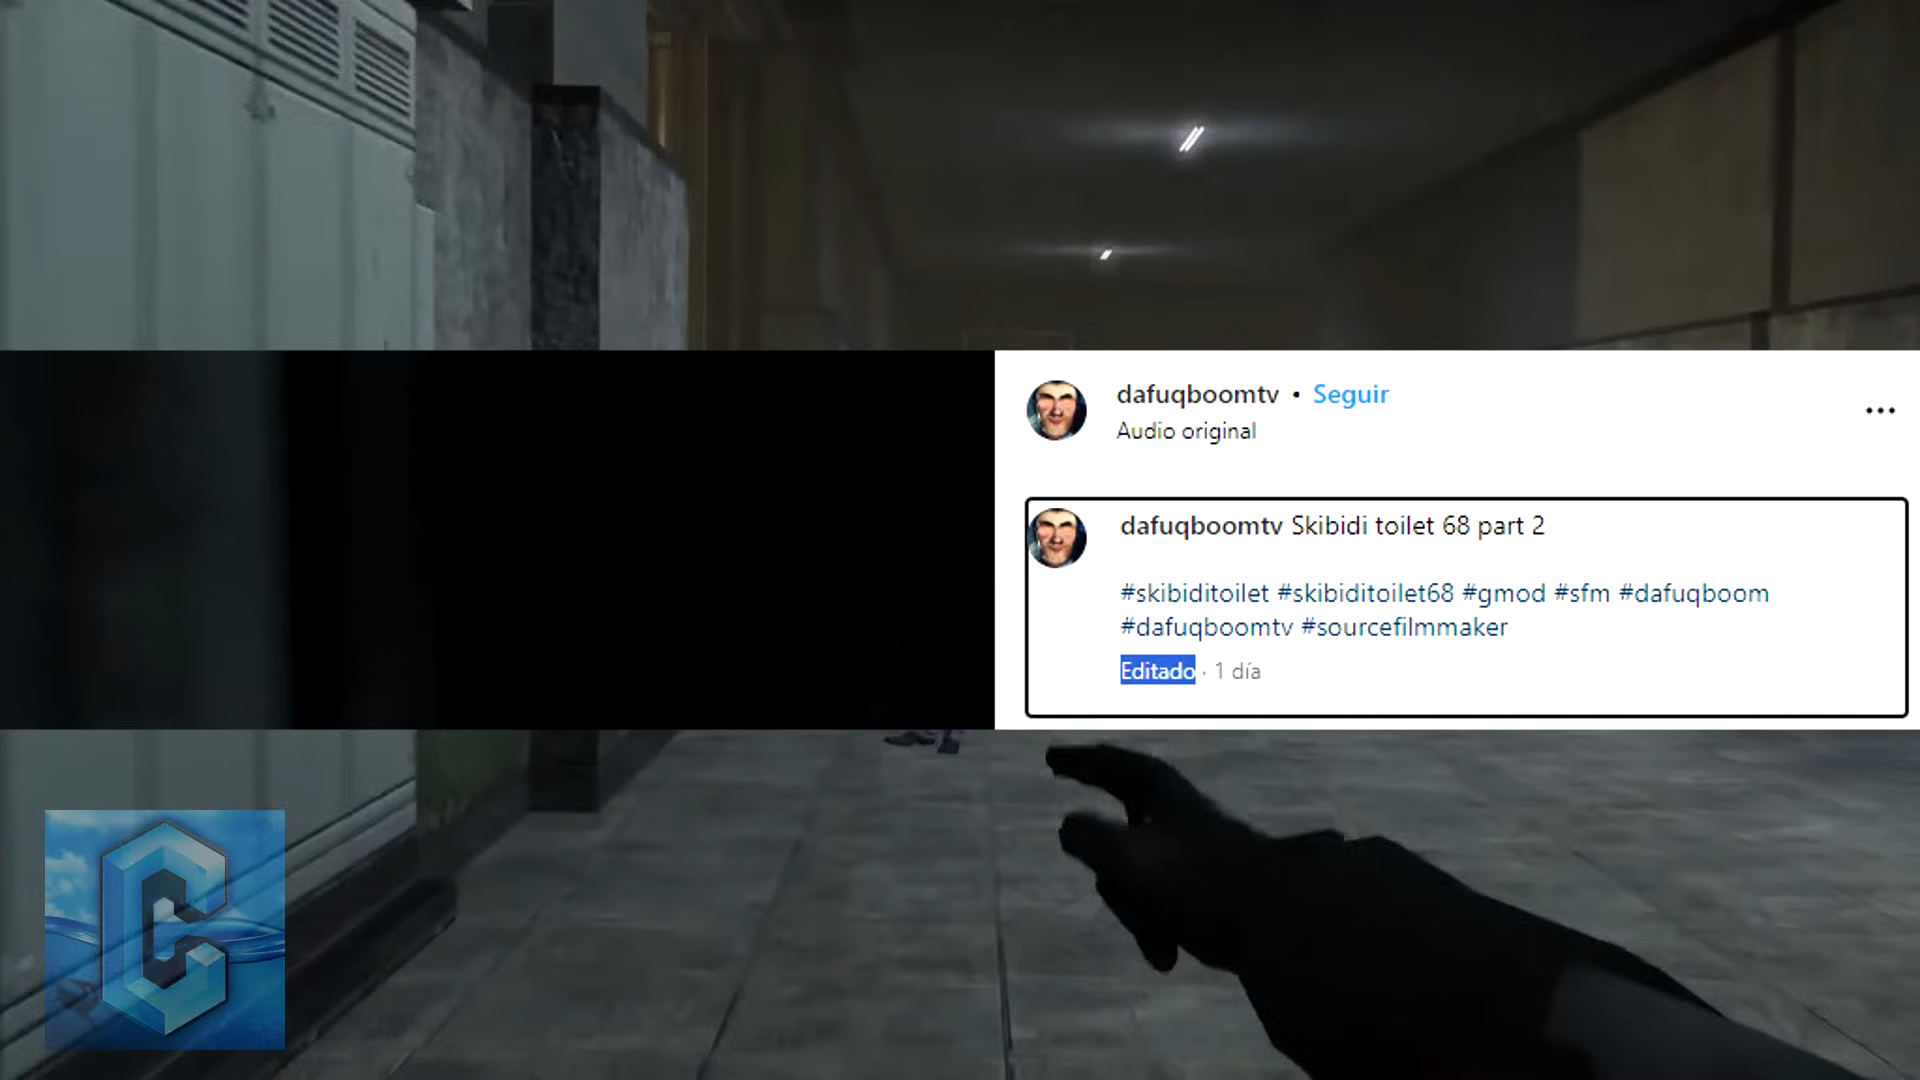 dafuqboomtv • Seguir
Audio original
dafuqboomtv Skibidi toilet 68 part 2
#skibiditoilet #skibiditoilet68 #gmod #sfm #dafuqboom
#dafuqboomtv #sourcefilmmaker
Editado · 1 día